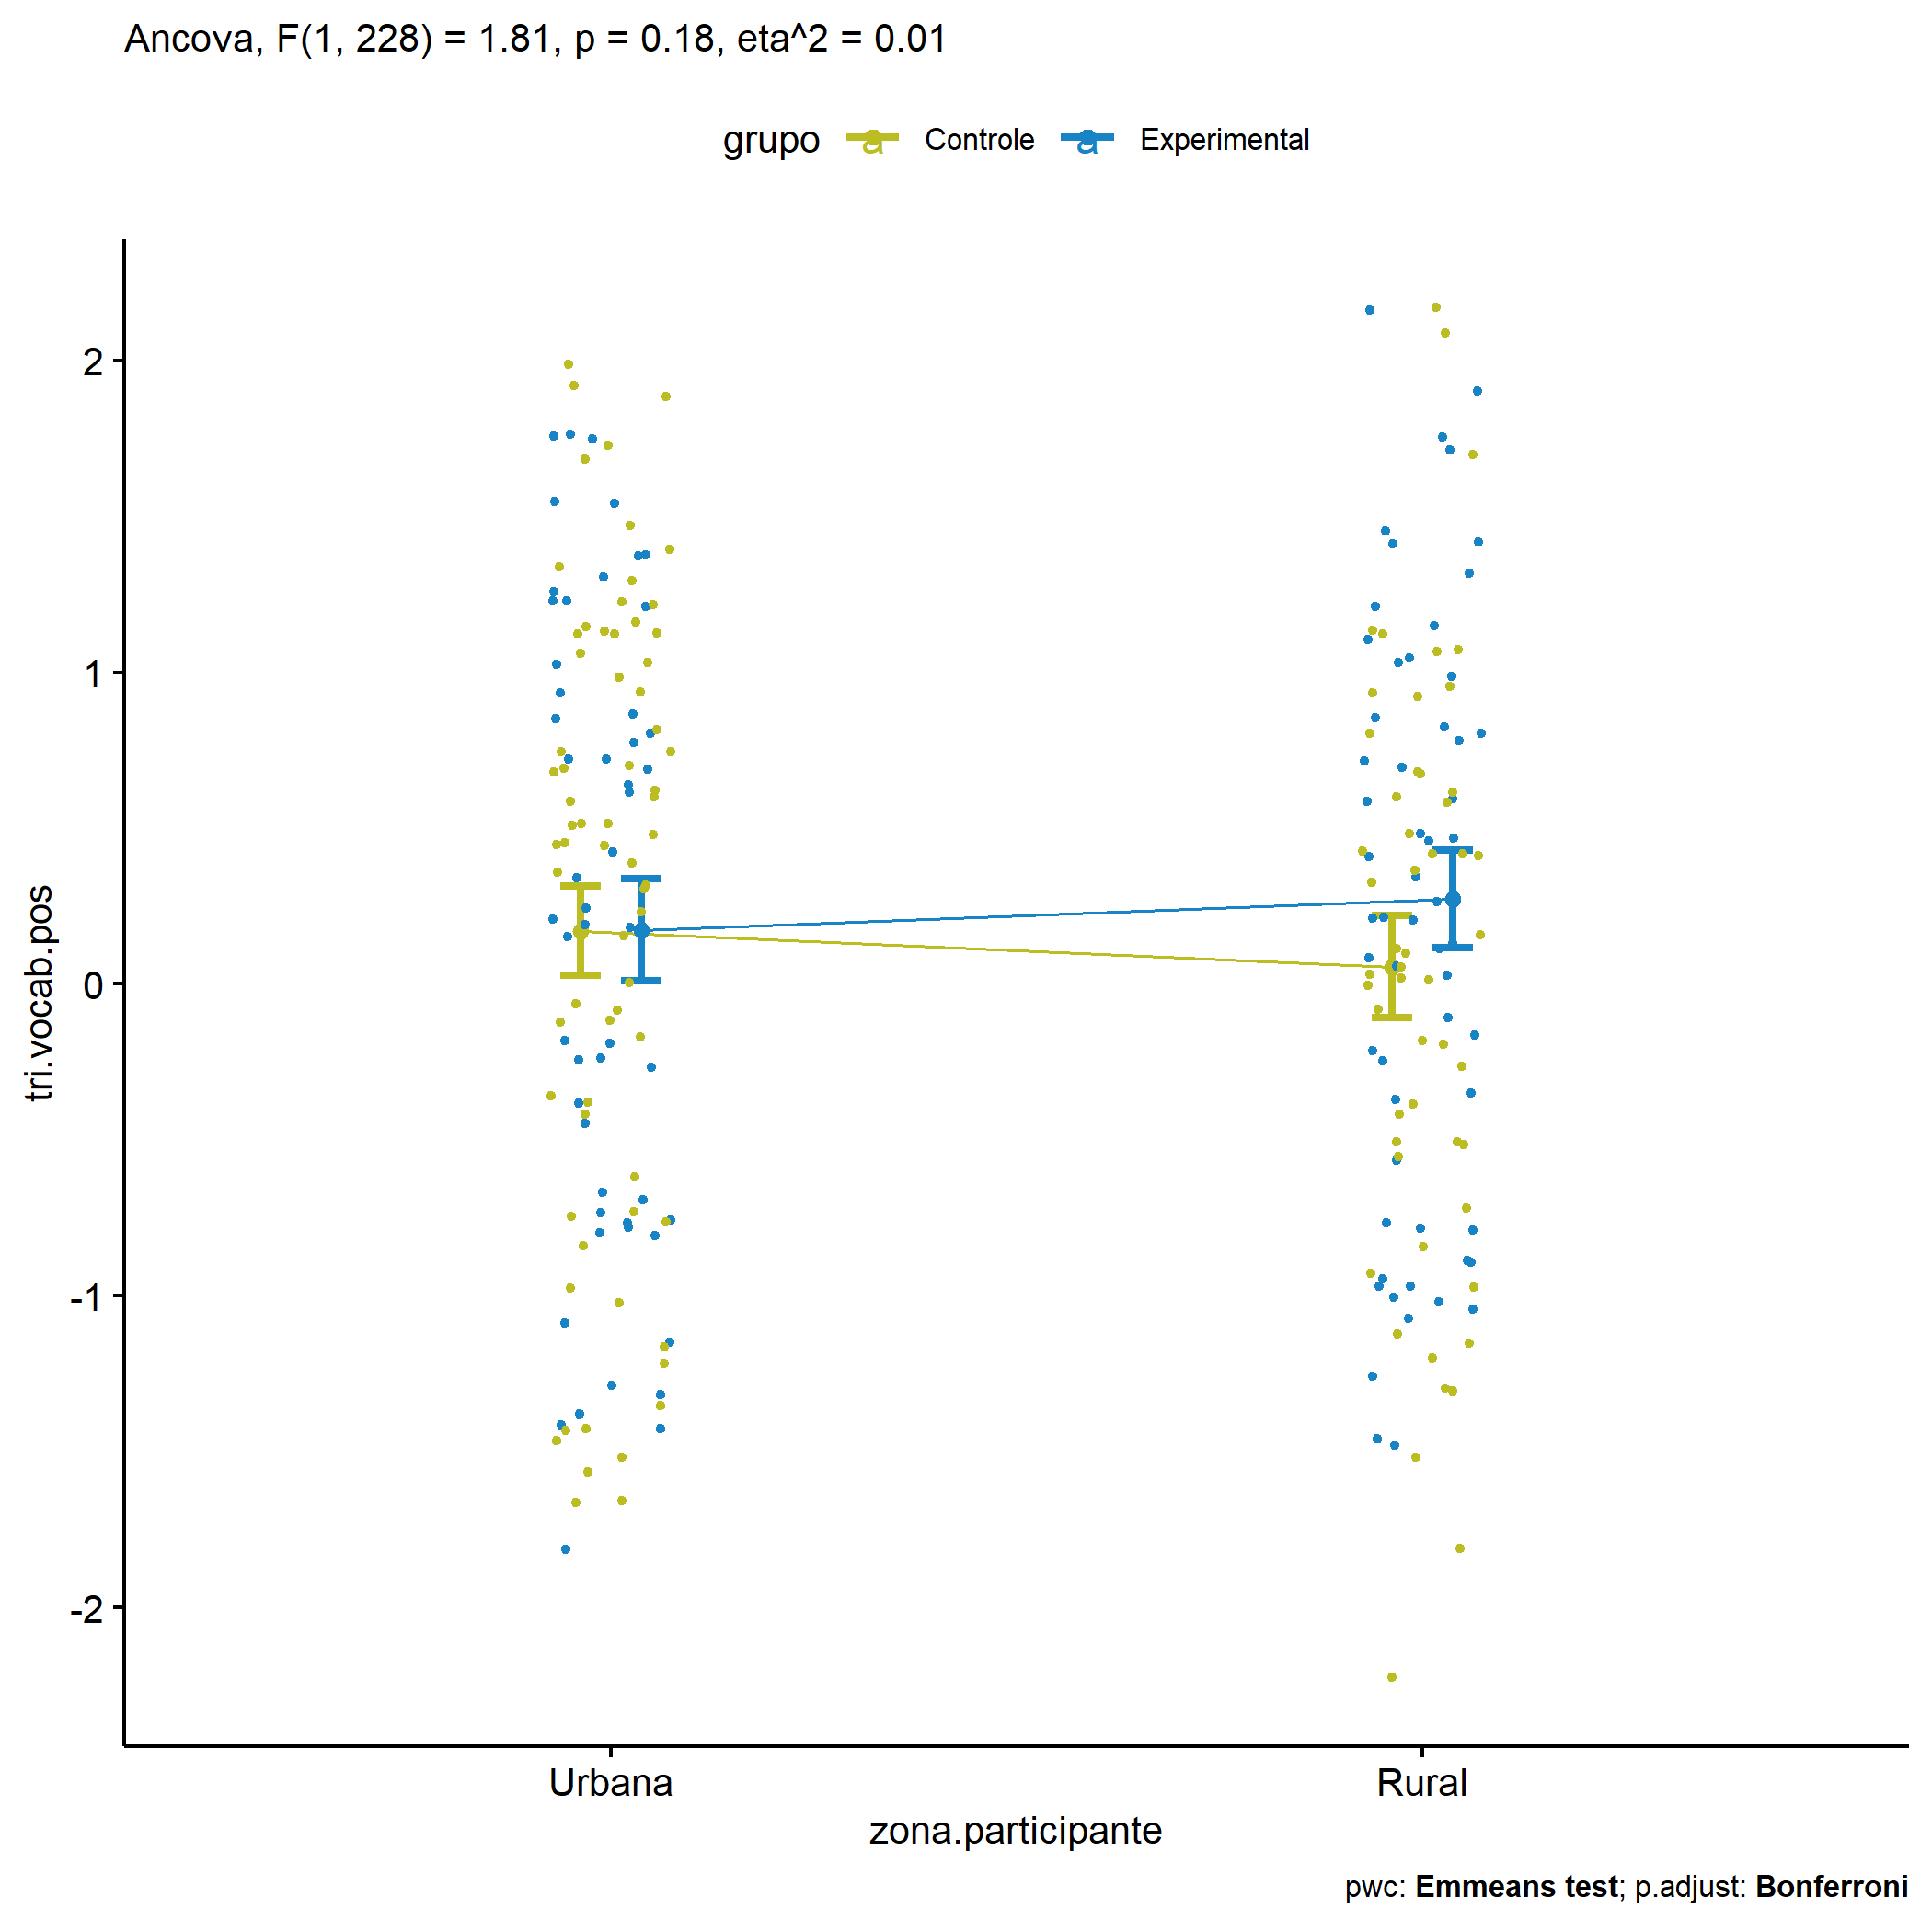 Ancova, F(1, 228) = 1.81, p = 0.18, eta^2 = 0.01
grupo a Controle a Experimental
tri.vocab.pos
2
1
0
-1
-2
Urbana Rural
zona.participante
pwc: Emmeans test; p.adjust: Bonferroni